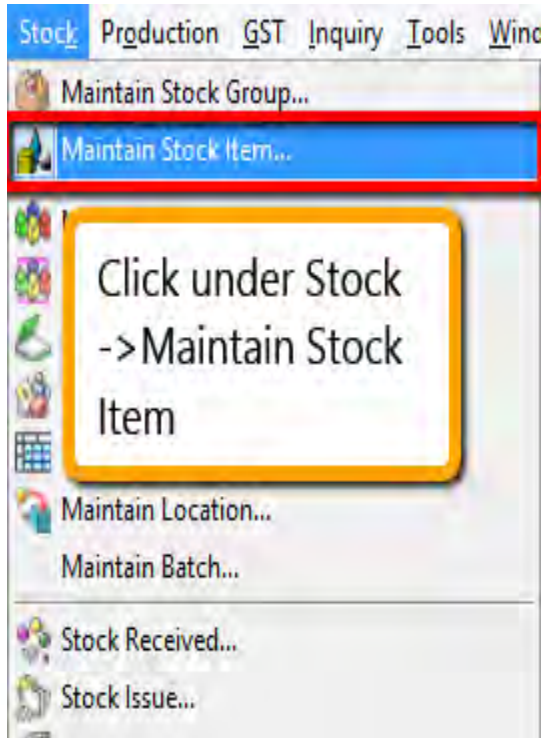 Stock Production GST Inquiry Tools
Maintain Stock Group...
Maintain Stock Item...
Click under Stock
->Maintain Stock
Item
Maintain Location...
Maintain Batch...
Stock Received...
Stock Issue...